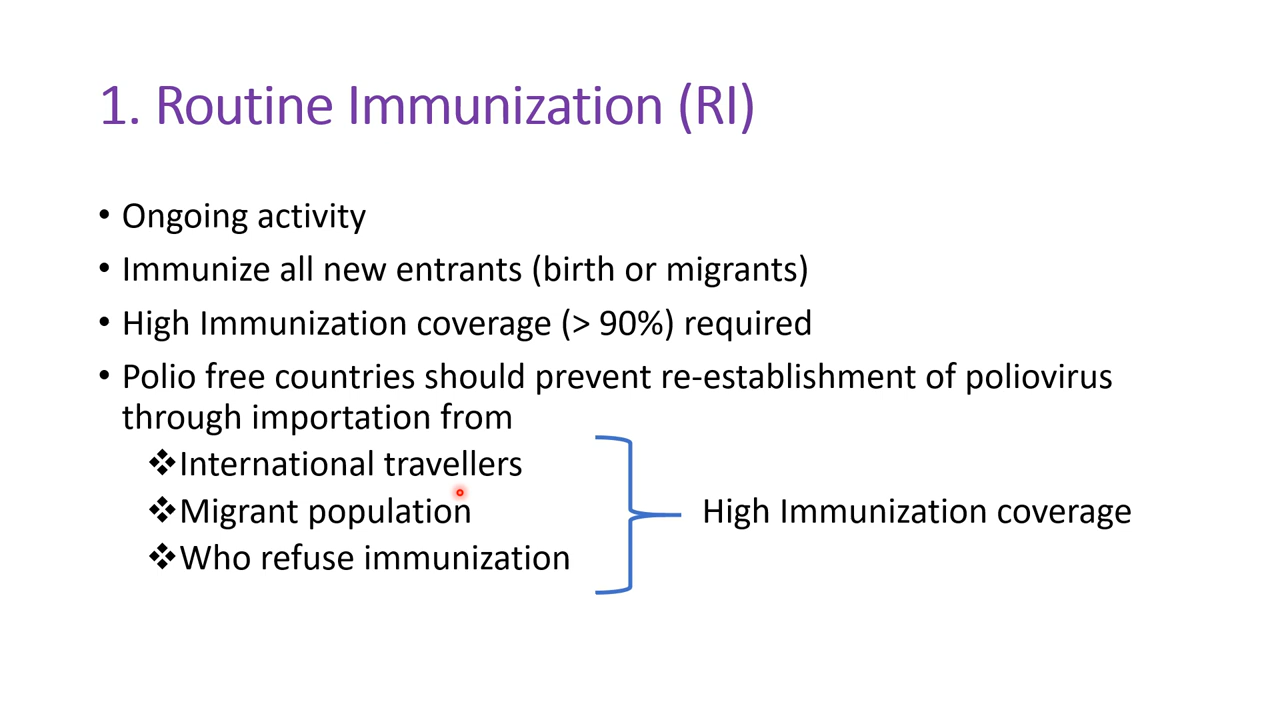 1. Routine Immunization (RI)
• Ongoing activity
• Immunize all new entrants (birth or migrants)
• High Immunization coverage (> 90%) required
• Polio free countries should prevent re-establishment of poliovirus
through importation from
❖International travellers
❖Migrant population
❖Who refuse immunization
High Immunization coverage